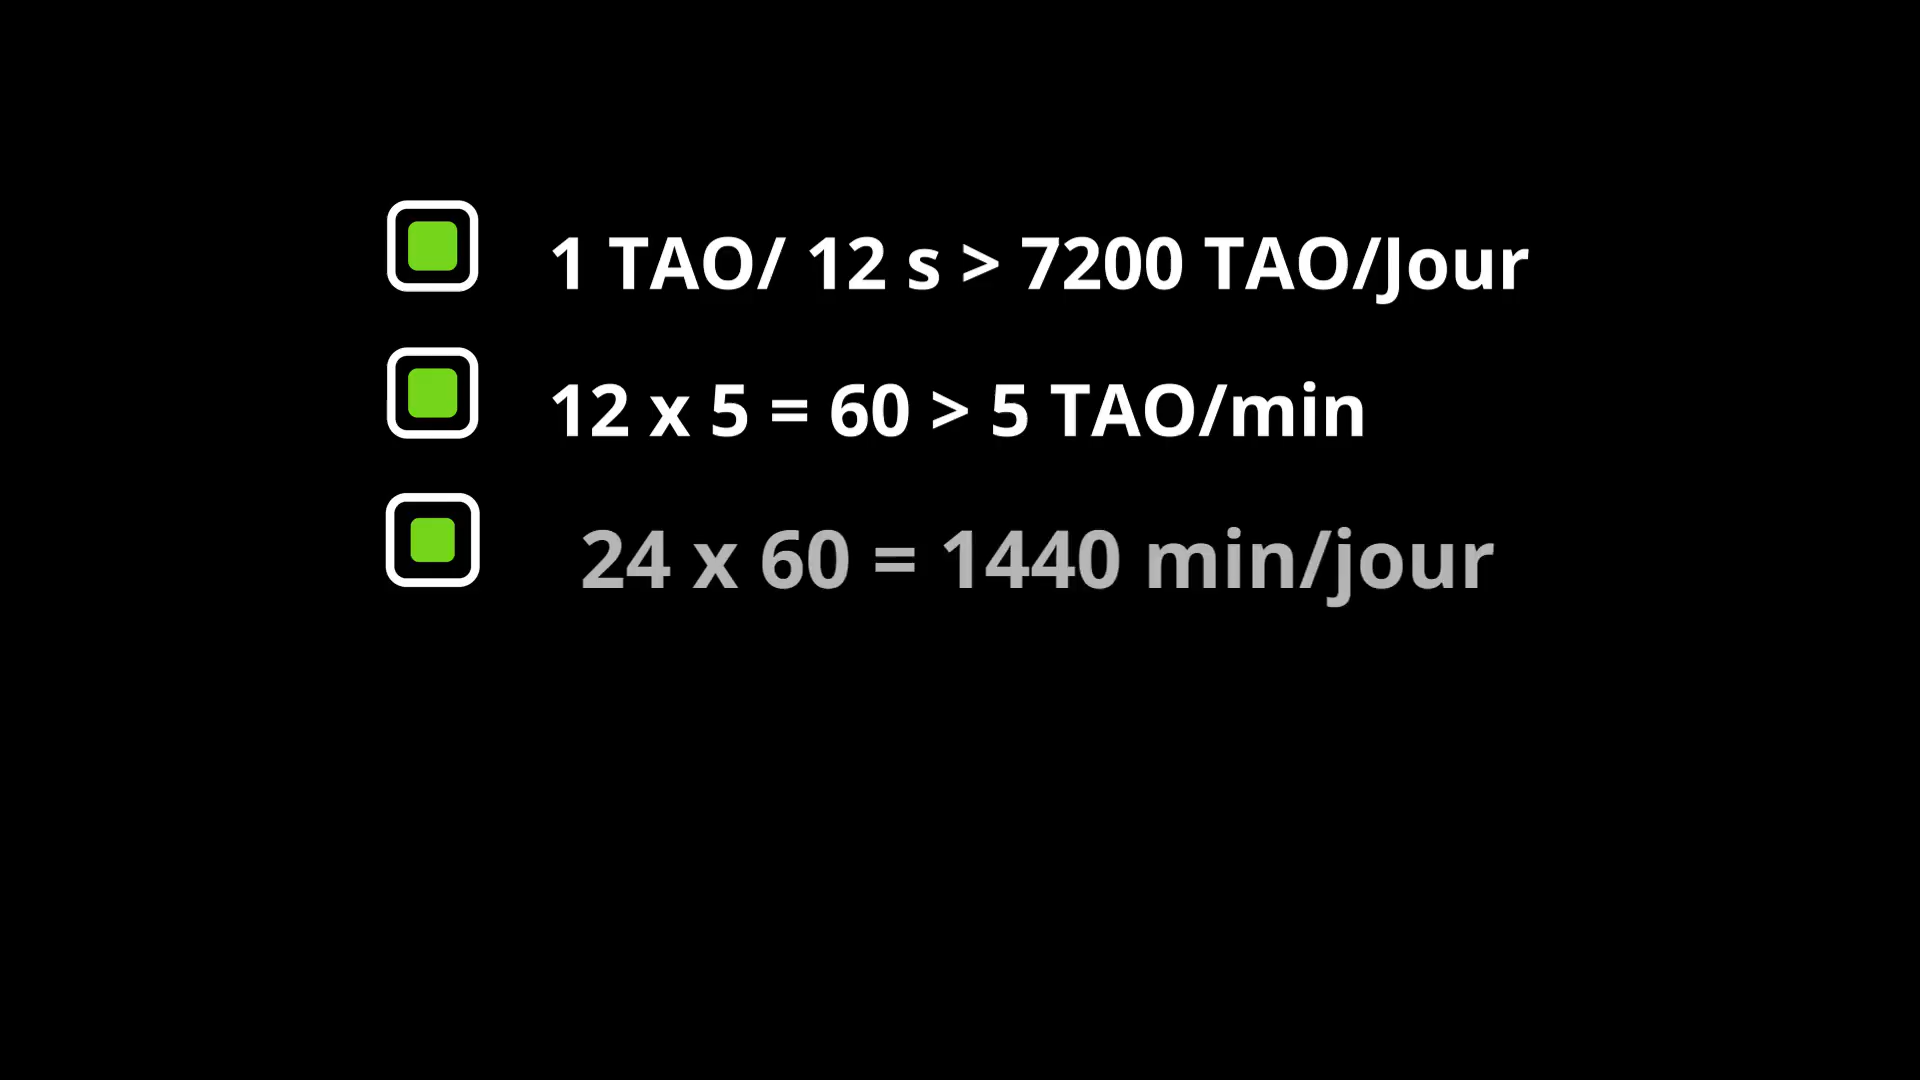 1 TAO/ 12 s > 7200 TAO/Jour
12 x 5 = 60 > 5 TAO/min
24 x 60 = 1440 min/jour